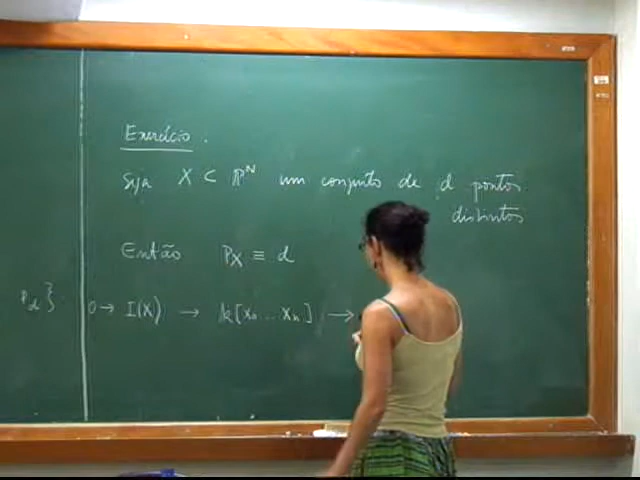 Exercício.
Seja X ⊂ ℙᴺ um conjunto de d pontos
distintos
Então P_X ≡ d
P_d }
0 → I(X) → k[x₀...xₙ] →